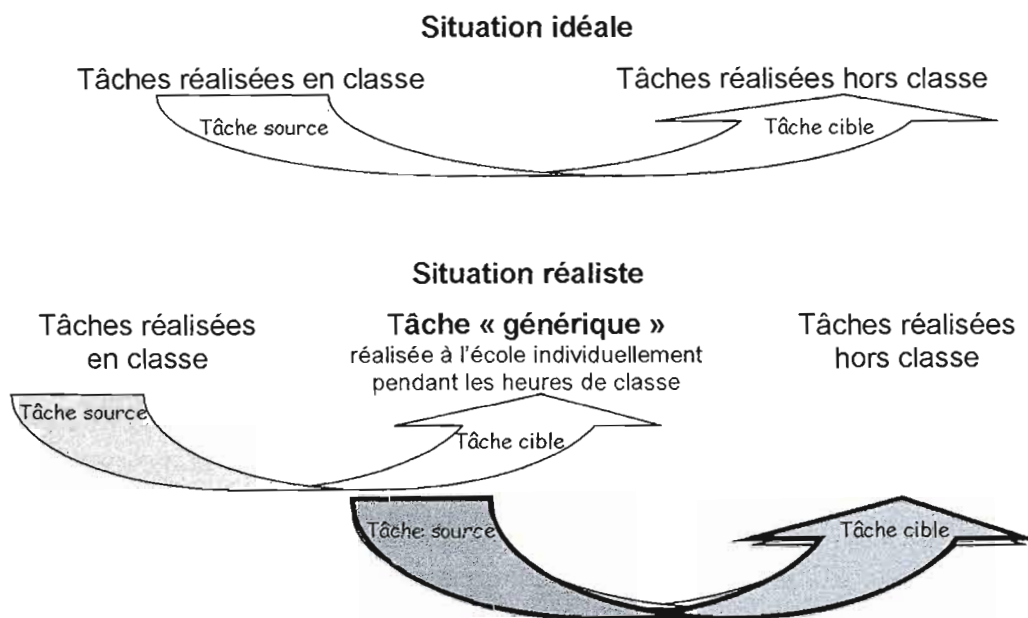 Situation idéale
Tâches réalisées en classe
Tâches réalisées hors classe
Tâche source
Tâche cible
Situation réaliste
Tâches réalisées
en classe
Tâche « générique »
réalisée à l'école individuellement
pendant les heures de classe
Tâches réalisées
hors classe
Tâche source
Tâche cible
Tâche source
Tâche cible